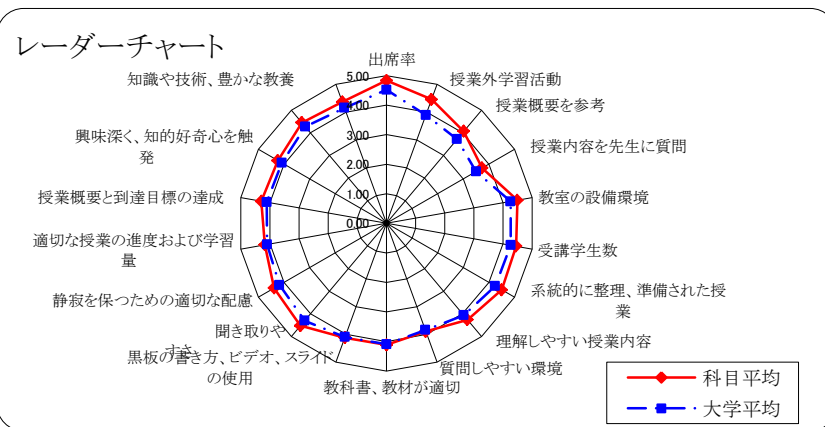 レーダーチャート
出席率
授業外学習活動
授業概要を参考
授業内容を先生に質問
教室の設備環境
受講学生数
系統的に整理、準備された授
業
理解しやすい授業内容
質問しやすい環境
教科書、教材が適切
黒板の書き方、ビデオ、スライド
の使用
聞き取りや
すさ
静寂を保つための適切な配慮
適切な授業の進度および学習
量
授業概要と到達目標の達成
興味深く、知的好奇心を触
発
知識や技術、豊かな教養
5.00
4.00
3.00
2.00
1.00
0.00
科目平均
大学平均